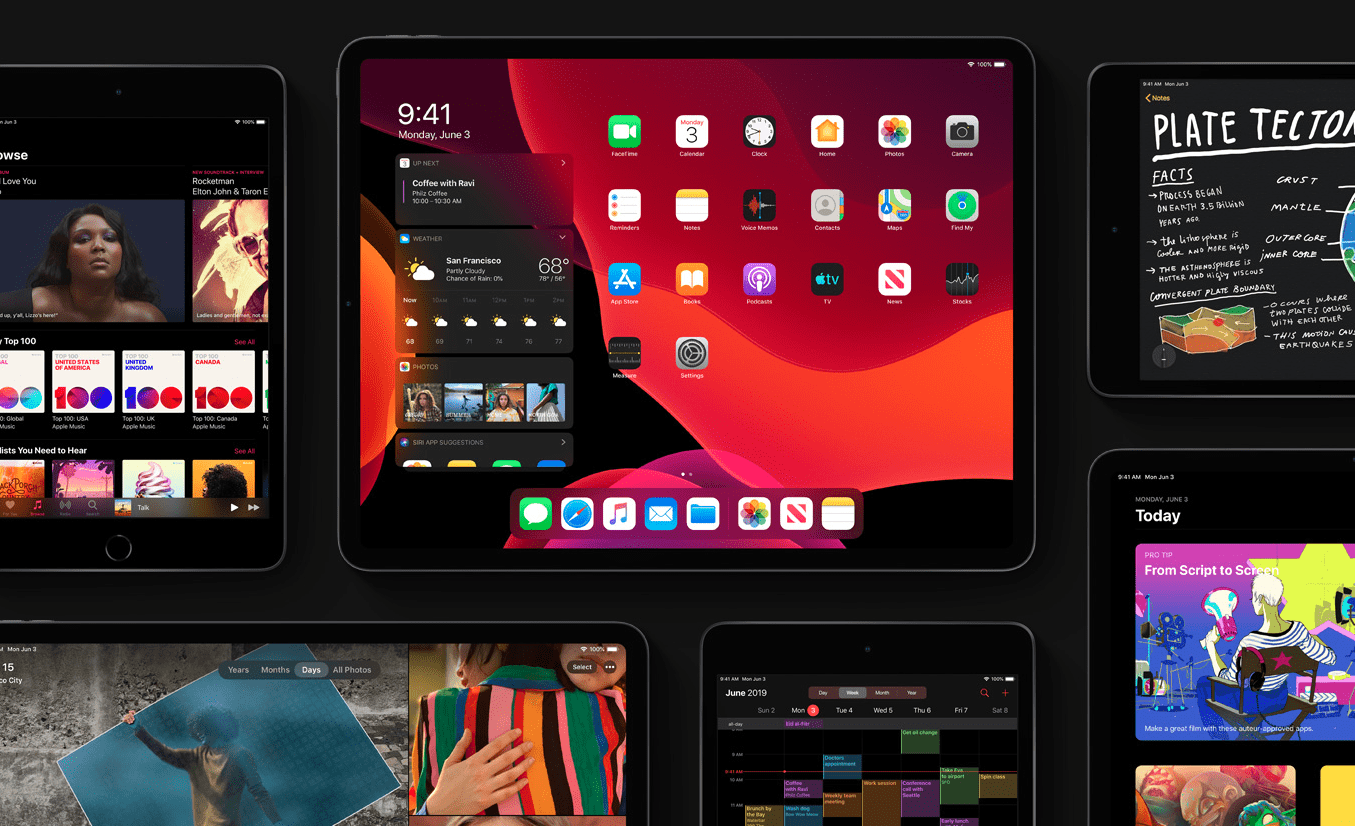 on Jun 3
100%
owse
BUM
I Love You
NEW SOUNDTRACK + INTERVIEW
Rocketman
Elton John & Taron E
d up, y'all, Lizzo's here!"
Ladies and gentlemen, not
y Top 100
See All
TOP 100
UNITED STATES
OF AMERICA
TOP 100
UNITED
KINGDOM
TOP 100
CANADA
100: Global
Music
Top 100: USA
Apple Music
Top 100: UK
Apple Music
Top 100: Canada
Apple Music
lists You Need to Hear
See All
Browse
Radio
Search
Talk
100%
9:41
Monday, June 3
3
UP NEXT
Coffee with Ravi
Philz Coffee
10:00 - 10:30 AM
WEATHER
San Francisco
Partly Cloudy
Chance of Rain: 0%
68°
78° / 56°
Now 10AM 11AM 12PM 1PM 2PM
68 69 71 74 76 77
PHOTOS
SUMMER
SIRI APP SUGGESTIONS
Monday
3
FaceTime Calendar Clock Home Photos Camera
Reminders Notes Voice Memos Contacts Maps Find My
tv
App Store Books Podcasts TV News Stocks
Measure Settings
9:41 AM Mon Jun 3
Notes
PLATE TECTON
FACTS
→ PROCESS BEGAN
ON EARTH 3.5 Billion
YEARS AGO
→ the lithosphere is
cooler AND MORE Rigid
→ THE ASTHENOSPHERE is
HOTTER AND Highly VISCOUS
CRUST
MANTLE
OUTER CORE
INNER CORE
CONVERGENT PLATE BOUNDARY
- OCCURS WHERE
TWO PLATES COLLIDE
WITH EACH OTHER
- THIS MOTION CAUS
EARTHQUAKES
9:41 AM Mon Jun 3
MONDAY, JUNE 3
Today
PRO TIP
From Script to Screen
Make a great film with these auteur-approved apps.
M Mon Jun 3
100%
15
co City
Years Months Days All Photos
Select
9:41 AM Mon Jun 3
100%
June 2019
Day Week Month Year
Sun 2 Mon 3 Tue 4 Wed 5 Thu 6 Fri 7 Sat 8
all-day
Eid al-Fitr
9 AM
9:41 AM
10 AM
11 AM
Get oil change
Doctors
appointment
Take Eva
to airport
SFO
Spin class
Coffee
with Ravi
Philz Coffee,
Work session
Conference
call with
Seattle
Weekly team
meeting
Brunch by
the Bay
Wash dog
Early lunch